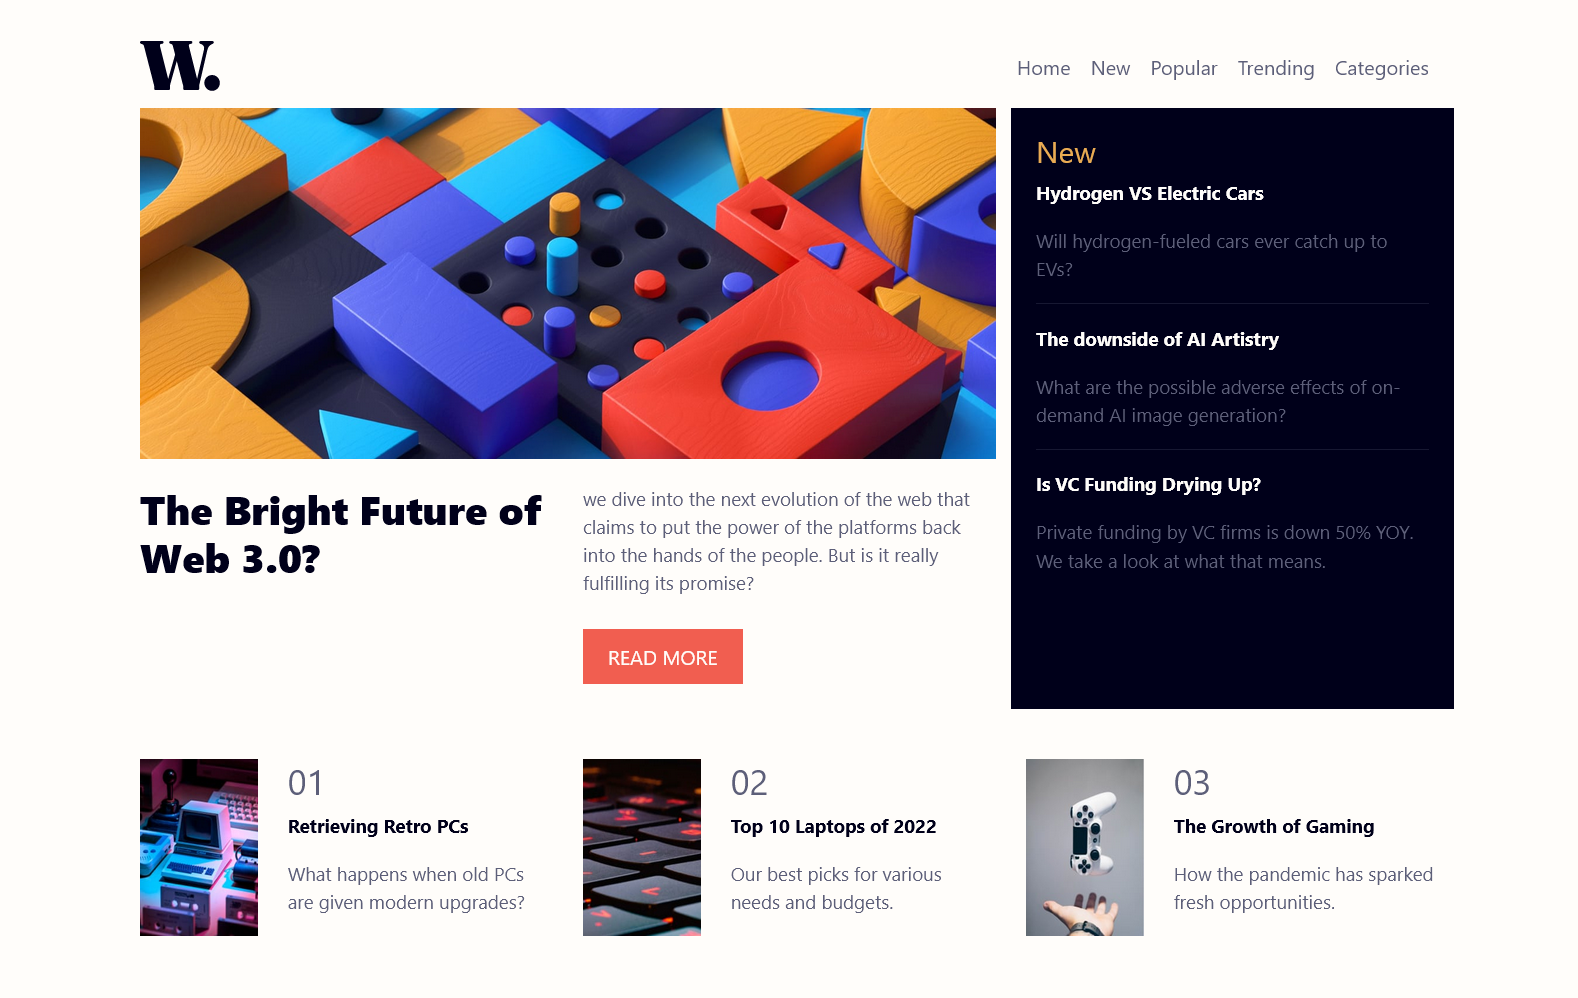 W.
Home New Popular Trending Categories
New
Hydrogen VS Electric Cars
Will hydrogen-fueled cars ever catch up to
EVs?
The downside of AI Artistry
What are the possible adverse effects of on-
demand AI image generation?
Is VC Funding Drying Up?
Private funding by VC firms is down 50% YOY.
We take a look at what that means.
The Bright Future of
Web 3.0?
we dive into the next evolution of the web that
claims to put the power of the platforms back
into the hands of the people. But is it really
fulfilling its promise?
READ MORE
01
Retrieving Retro PCs
What happens when old PCs
are given modern upgrades?
02
Top 10 Laptops of 2022
Our best picks for various
needs and budgets.
03
The Growth of Gaming
How the pandemic has sparked
fresh opportunities.